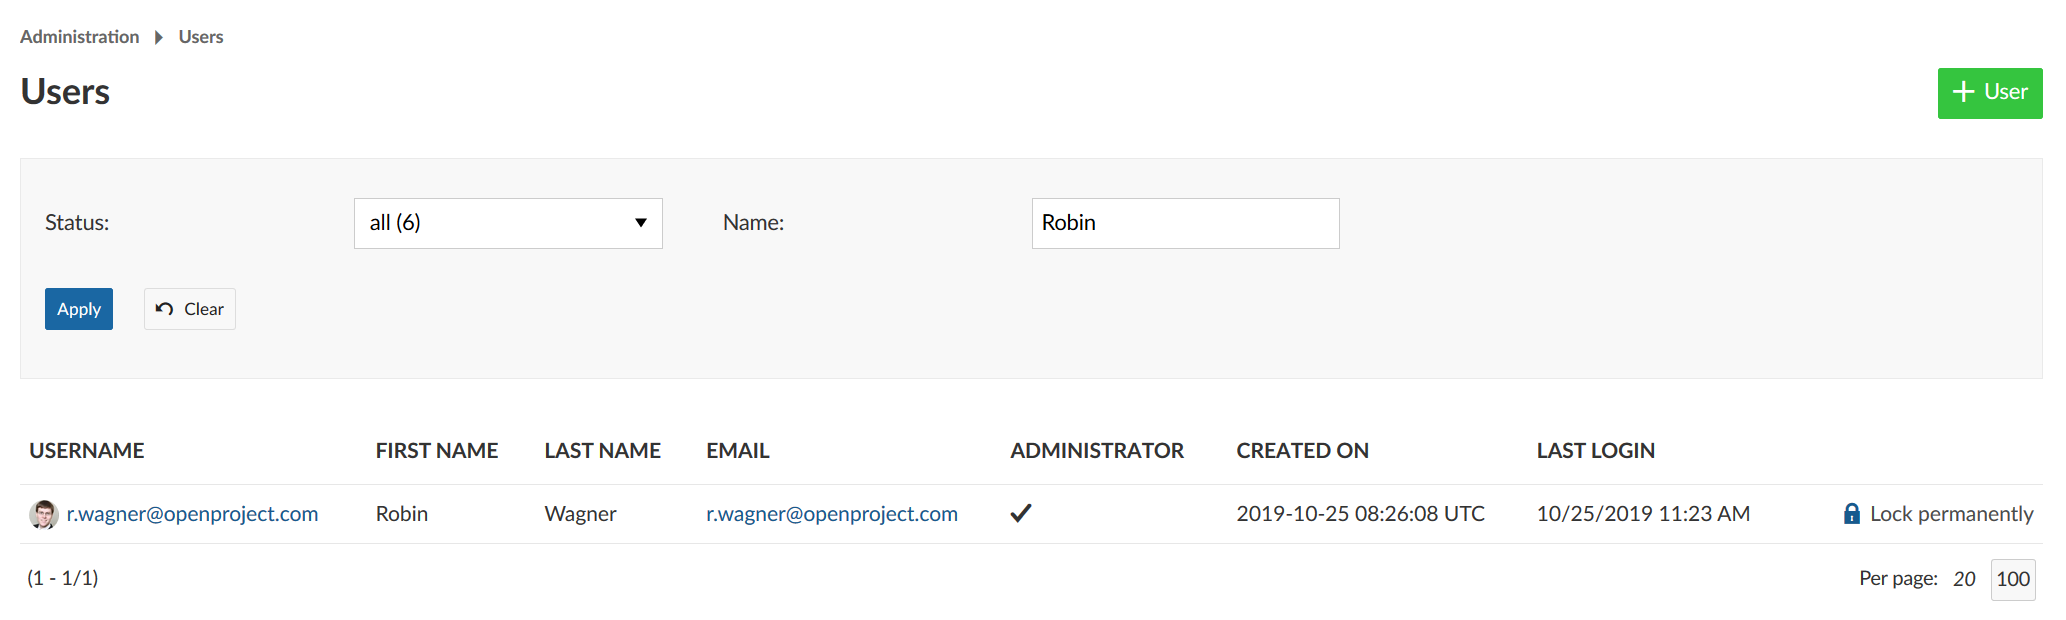 Administration Users
Users
User
Status: all (6) Name: Robin
Apply Clear
USERNAME FIRST NAME LAST NAME EMAIL ADMINISTRATOR CREATED ON LAST LOGIN
r.wagner@openproject.com Robin Wagner r.wagner@openproject.com 2019-10-25 08:26:08 UTC 10/25/2019 11:23 AM Lock permanently
(1 - 1/1) Per page: 20 100